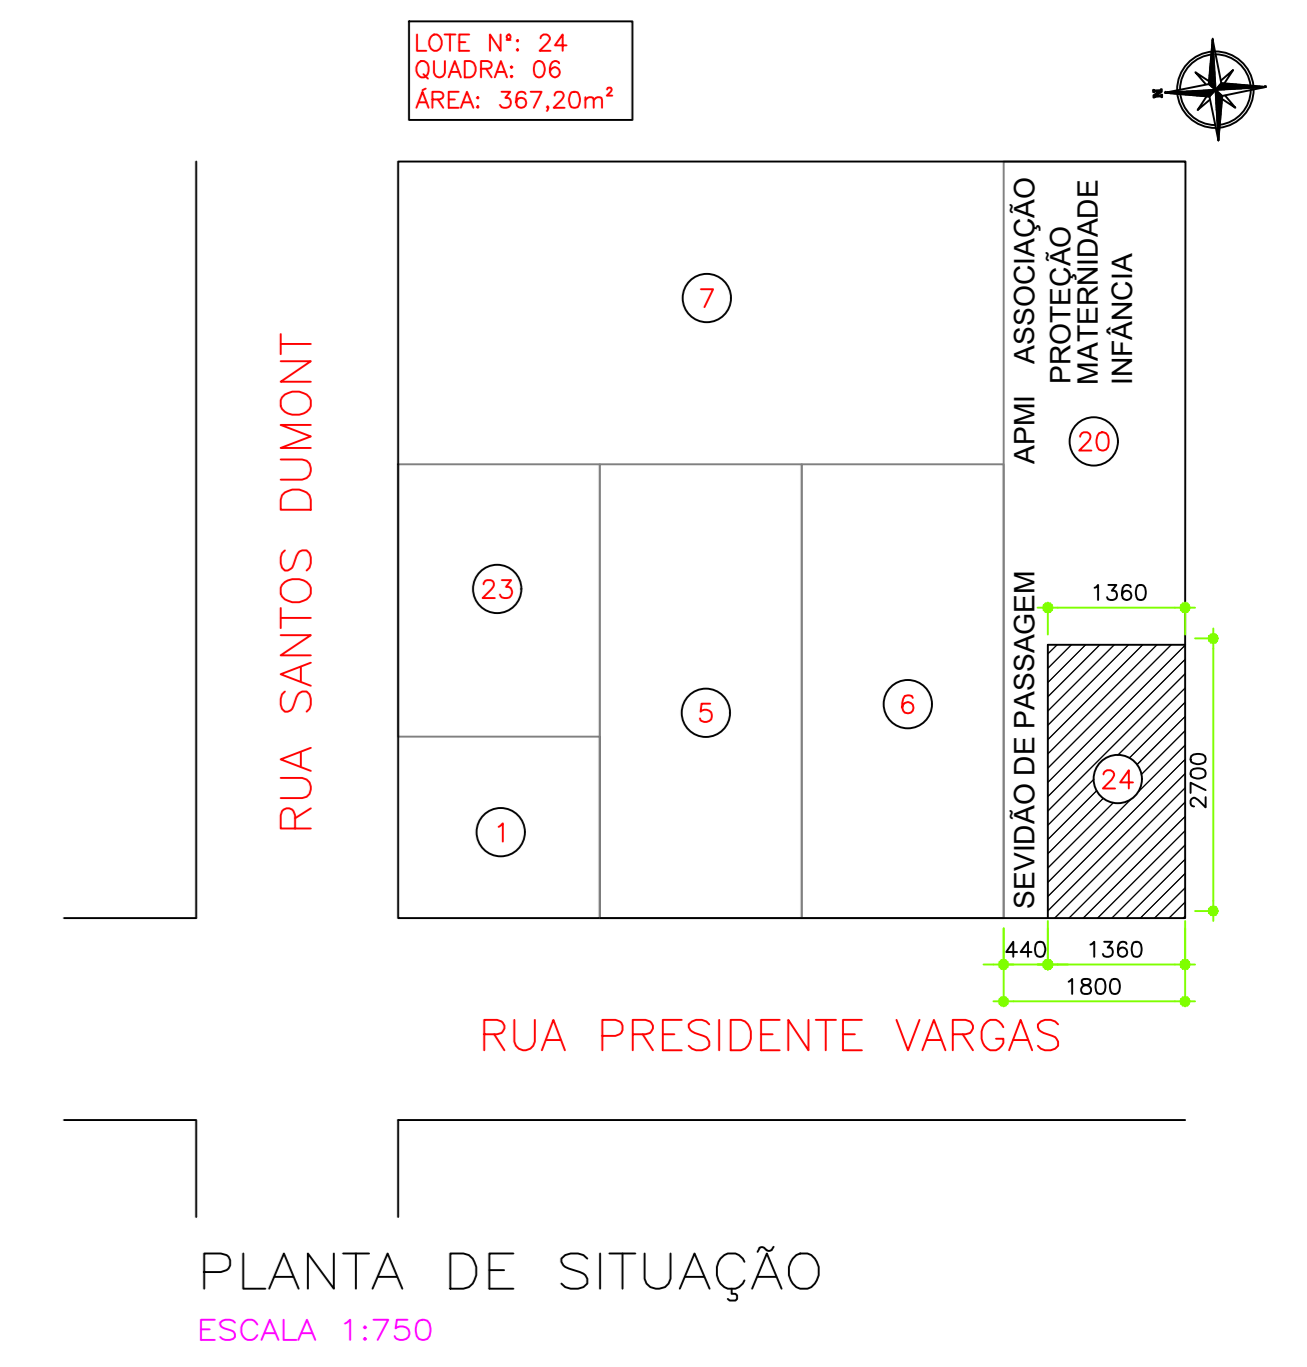 LOTE Nº: 24
QUADRA: 06
ÁREA: 367,20m²
N
7
APMI ASSOCIAÇÃO
PROTEÇÃO
MATERNIDADE
INFÂNCIA
20
RUA SANTOS DUMONT
23
5
6
1
SEVIDÃO DE PASSAGEM
1360
24
2700
440
1360
1800
RUA PRESIDENTE VARGAS
PLANTA DE SITUAÇÃO
ESCALA 1:750